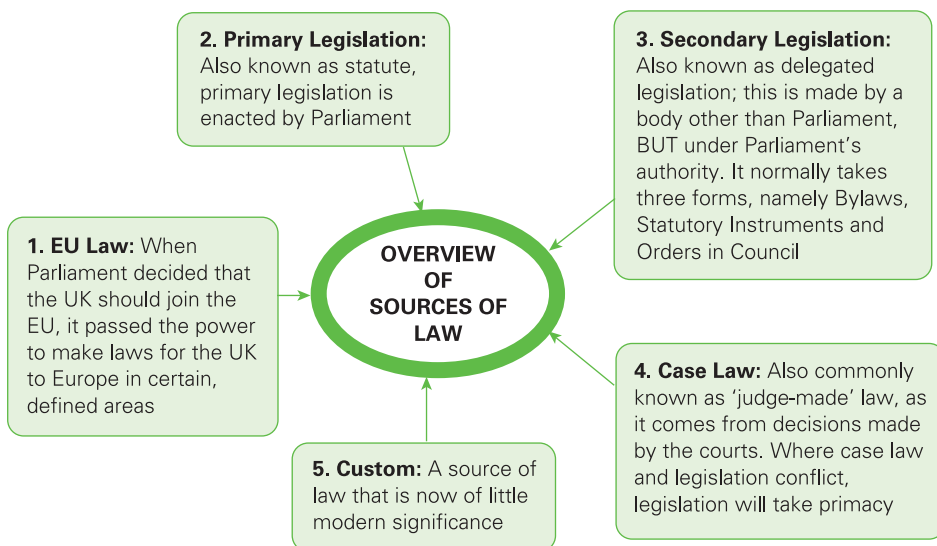 2. Primary Legislation:
Also known as statute,
primary legislation is
enacted by Parliament
3. Secondary Legislation:
Also known as delegated
legislation; this is made by a
body other than Parliament,
BUT under Parliament's
authority. It normally takes
three forms, namely Bylaws,
Statutory Instruments and
Orders in Council
1. EU Law: When
Parliament decided that
the UK should join the
EU, it passed the power
to make laws for the UK
to Europe in certain,
defined areas
OVERVIEW
OF
SOURCES OF
LAW
4. Case Law: Also commonly
known as ‘judge-made’ law, as
it comes from decisions made
by the courts. Where case law
and legislation conflict,
legislation will take primacy
5. Custom: A source of
law that is now of little
modern significance